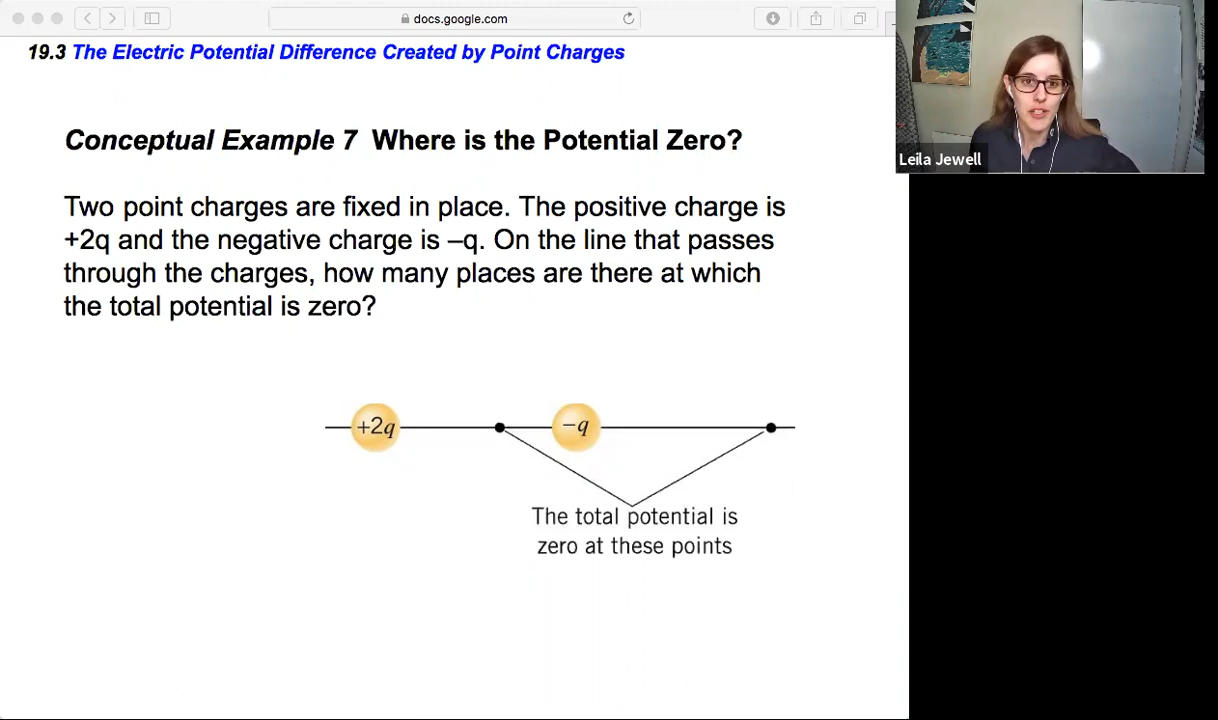 docs.google.com
19.3 The Electric Potential Difference Created by Point Charges
Leila Jewell
Conceptual Example 7 Where is the Potential Zero?
Two point charges are fixed in place. The positive charge is
+2q and the negative charge is –q. On the line that passes
through the charges, how many places are there at which
the total potential is zero?
+2q
−q
The total potential is
zero at these points